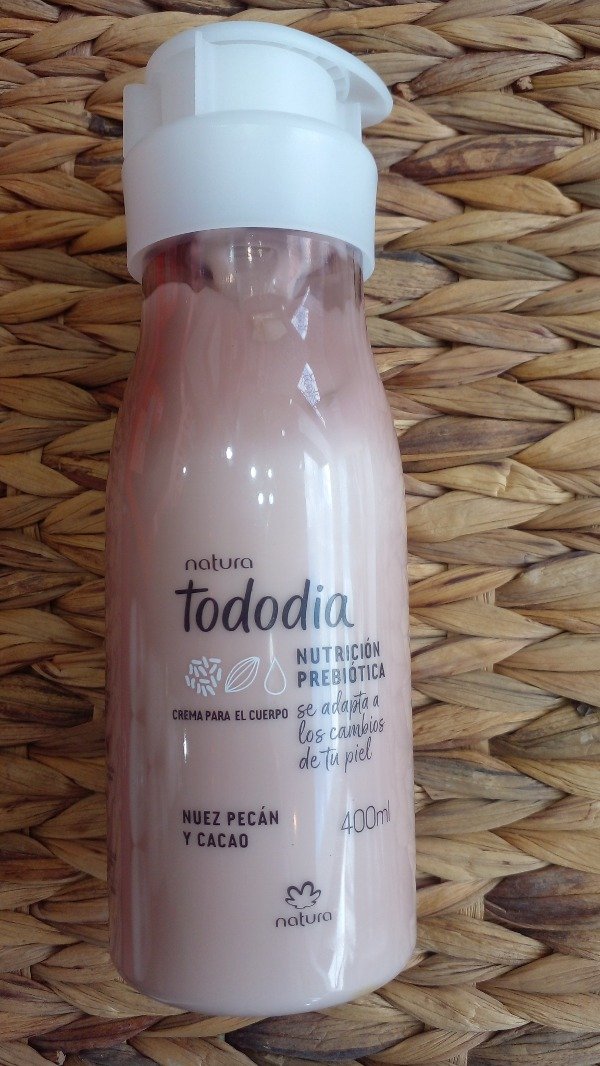 natura
tododia
NUTRICIÓN
PREBIÓTICA
CREMA PARA EL CUERPO
se adapta a
los cambios
de tu piel
NUEZ PECÁN
Y CACAO
400ml
natura